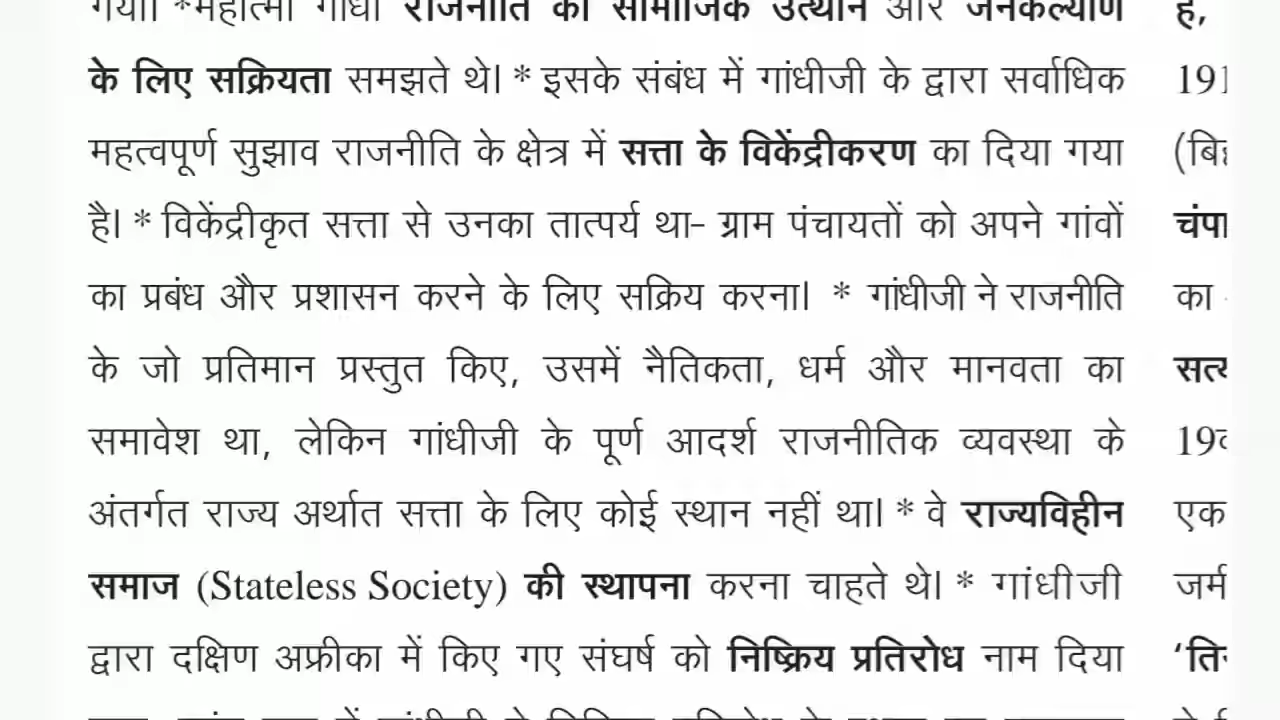 गया। *महात्मा गांधी राजनीति को सामाजिक उत्थान और जनकल्याण
के लिए सक्रियता समझते थे। * इसके संबंध में गांधीजी के द्वारा सर्वाधिक
महत्वपूर्ण सुझाव राजनीति के क्षेत्र में सत्ता के विकेंद्रीकरण का दिया गया
है। * विकेंद्रीकृत सत्ता से उनका तात्पर्य था- ग्राम पंचायतों को अपने गांवों
का प्रबंध और प्रशासन करने के लिए सक्रिय करना। * गांधीजी ने राजनीति
के जो प्रतिमान प्रस्तुत किए, उसमें नैतिकता, धर्म और मानवता का
समावेश था, लेकिन गांधीजी के पूर्ण आदर्श राजनीतिक व्यवस्था के
अंतर्गत राज्य अर्थात सत्ता के लिए कोई स्थान नहीं था। * वे राज्यविहीन
समाज (Stateless Society) की स्थापना करना चाहते थे। * गांधीजी
द्वारा दक्षिण अफ्रीका में किए गए संघर्ष को निष्क्रिय प्रतिरोध नाम दिया
है,
का
एक